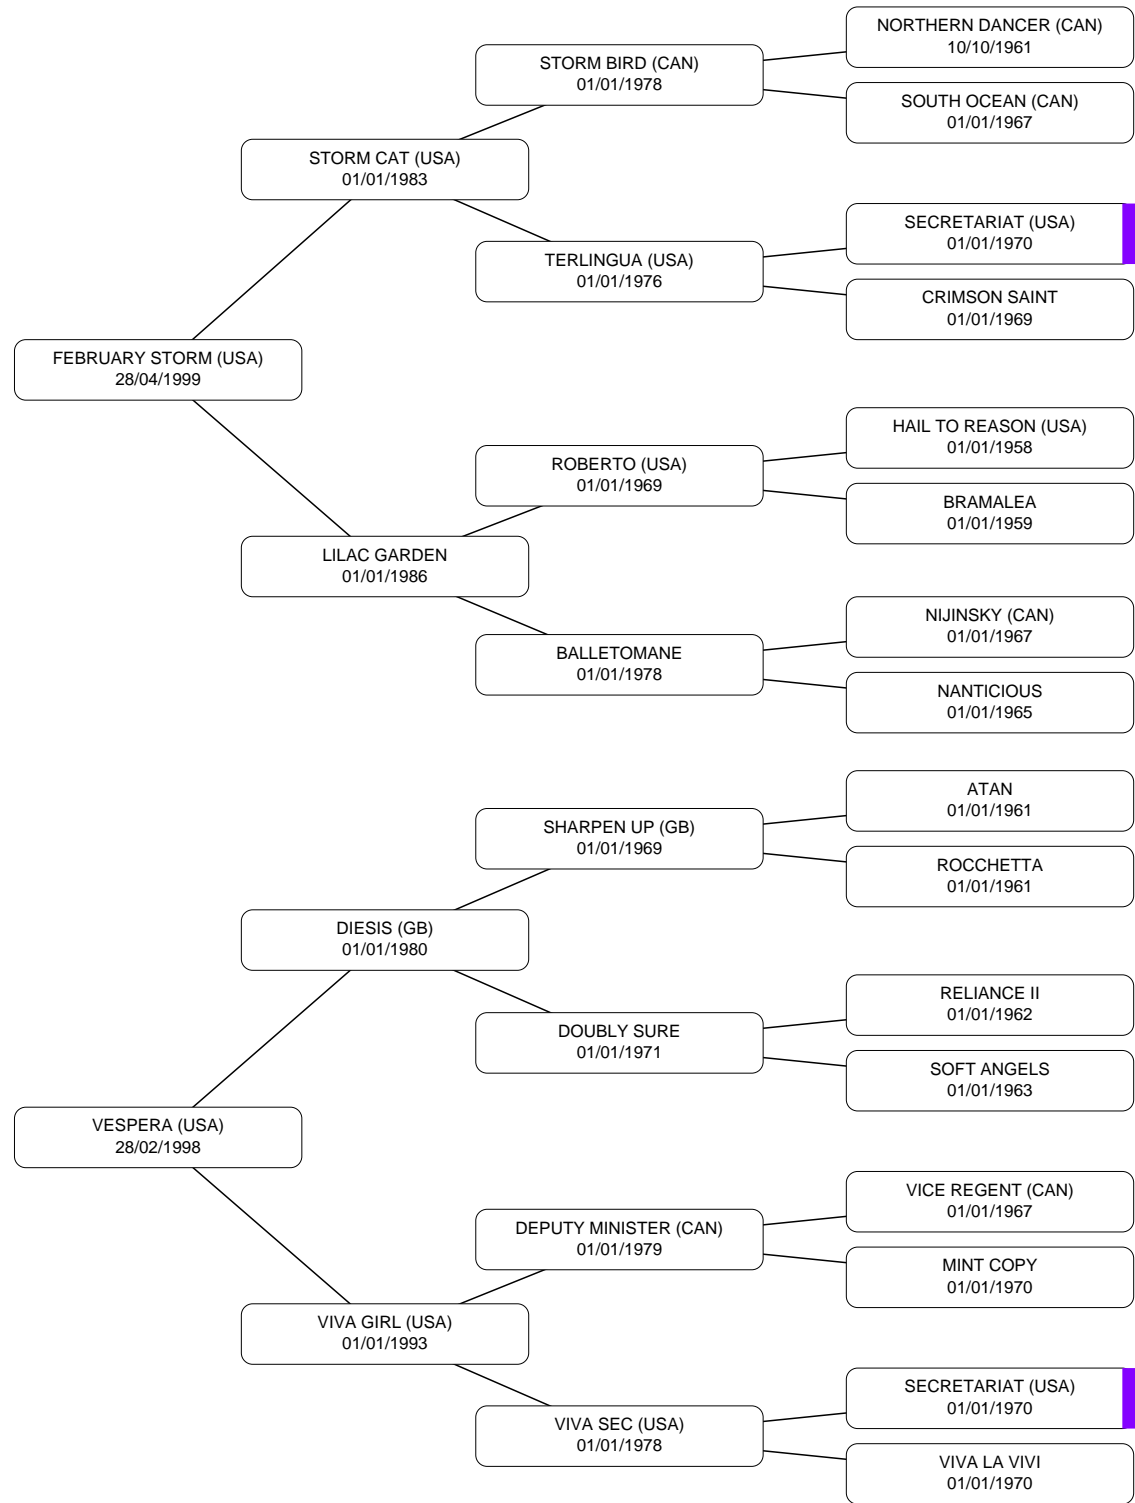 NORTHERN DANCER (CAN)
10/10/1961
STORM BIRD (CAN)
01/01/1978
SOUTH OCEAN (CAN)
01/01/1967
STORM CAT (USA)
01/01/1983
SECRETARIAT (USA)
01/01/1970
TERLINGUA (USA)
01/01/1976
CRIMSON SAINT
01/01/1969
FEBRUARY STORM (USA)
28/04/1999
HAIL TO REASON (USA)
01/01/1958
ROBERTO (USA)
01/01/1969
BRAMALEA
01/01/1959
LILAC GARDEN
01/01/1986
NIJINSKY (CAN)
01/01/1967
BALLETOMANE
01/01/1978
NANTICIOUS
01/01/1965
ATAN
01/01/1961
SHARPEN UP (GB)
01/01/1969
ROCCHETTA
01/01/1961
DIESIS (GB)
01/01/1980
RELIANCE II
01/01/1962
DOUBLY SURE
01/01/1971
SOFT ANGELS
01/01/1963
VESPERA (USA)
28/02/1998
VICE REGENT (CAN)
01/01/1967
DEPUTY MINISTER (CAN)
01/01/1979
MINT COPY
01/01/1970
VIVA GIRL (USA)
01/01/1993
SECRETARIAT (USA)
01/01/1970
VIVA SEC (USA)
01/01/1978
VIVA LA VIVI
01/01/1970